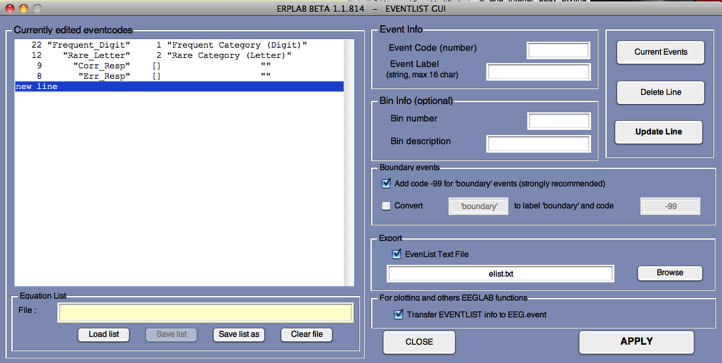 ERPLAB BETA 1.1.814 - EVENTLIST GUI
Currently edited eventcodes
22 "Frequent_Digit" 1 "Frequent Category (Digit)"
12 "Rare_Letter" 2 "Rare Category (Letter)"
9 "Corr_Resp" [] ""
8 "Err_Resp" [] ""
new line
Equation List
File :
Load list Save list Save list as Clear file
Event Info
Event Code (number)
Event Label
(string, max 16 char)
Bin Info (optional)
Bin number
Bin description
Current Events
Delete Line
Update Line
Boundary events
Add code -99 for 'boundary' events (strongly recommended)
Convert 'boundary' to label 'boundary' and code -99
Export
EvenList Text File
elist.txt Browse
For plotting and others EEGLAB functions
Transfer EVENTLIST info to EEG.event
CLOSE APPLY